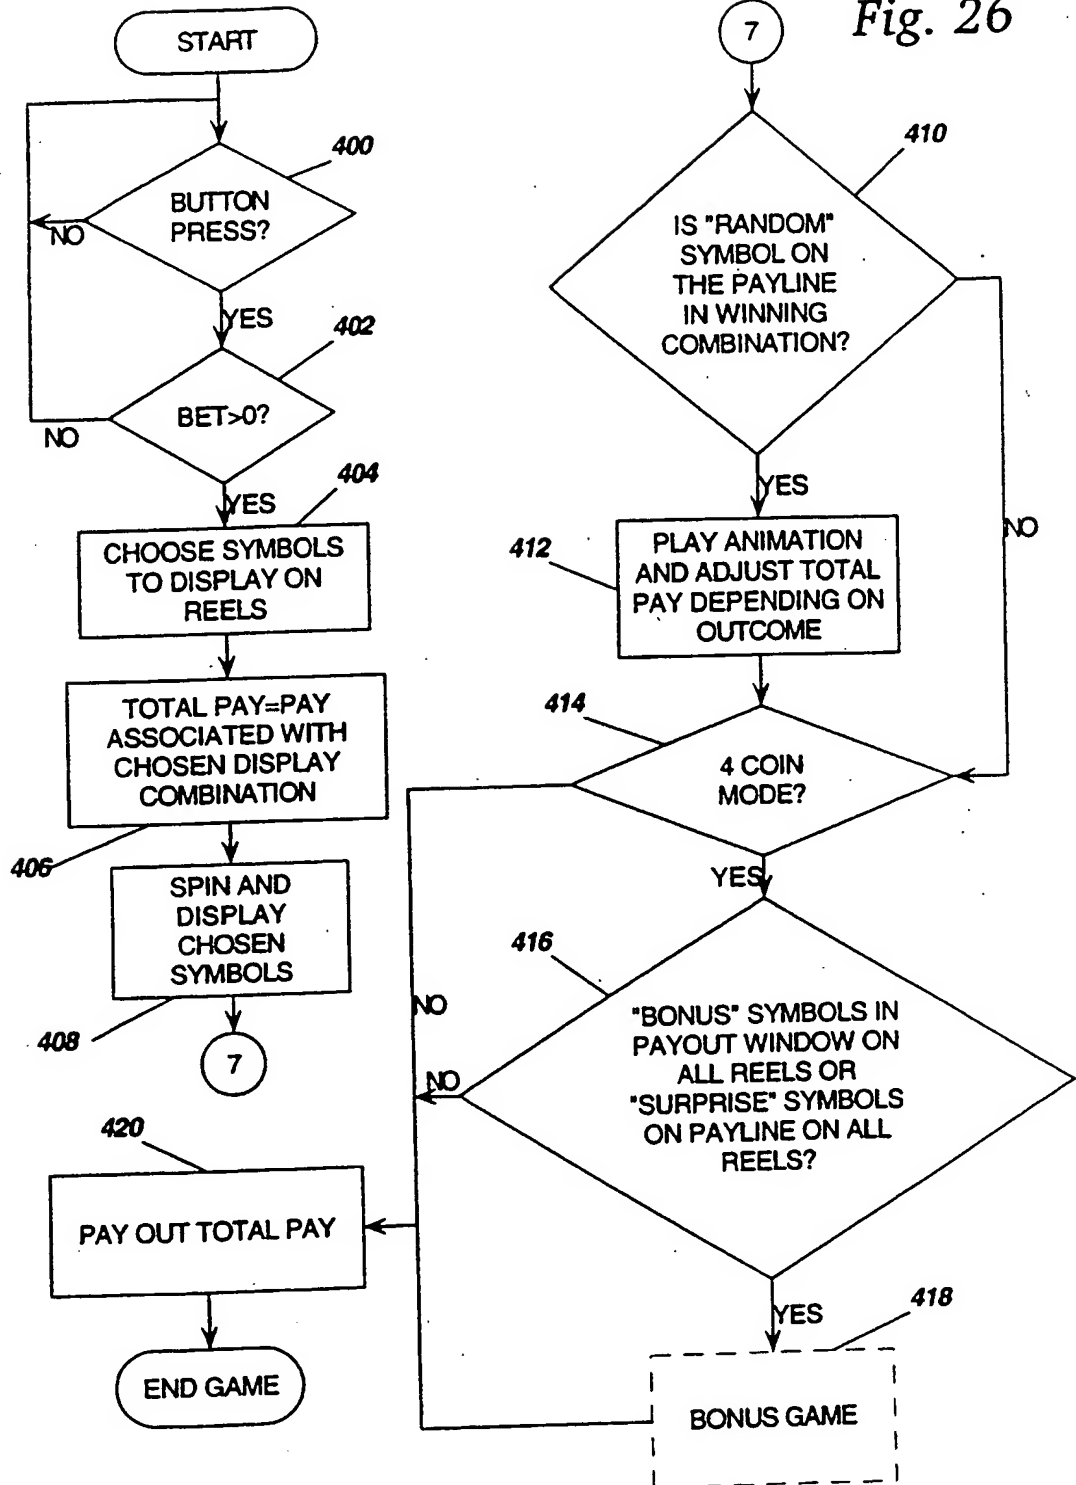 Fig. 26
START
400
BUTTON
PRESS?
NO
YES
402
BET>0?
NO
YES
404
CHOOSE SYMBOLS
TO DISPLAY ON
REELS
TOTAL PAY=PAY
ASSOCIATED WITH
CHOSEN DISPLAY
COMBINATION
406
SPIN AND
DISPLAY
CHOSEN
SYMBOLS
408
7
420
PAY OUT TOTAL PAY
END GAME
7
410
IS "RANDOM"
SYMBOL ON
THE PAYLINE
IN WINNING
COMBINATION?
YES
NO
412
PLAY ANIMATION
AND ADJUST TOTAL
PAY DEPENDING ON
OUTCOME
414
4 COIN
MODE?
YES
NO
416
"BONUS" SYMBOLS IN
PAYOUT WINDOW ON
ALL REELS OR
"SURPRISE" SYMBOLS
ON PAYLINE ON ALL
REELS?
NO
YES
418
BONUS GAME